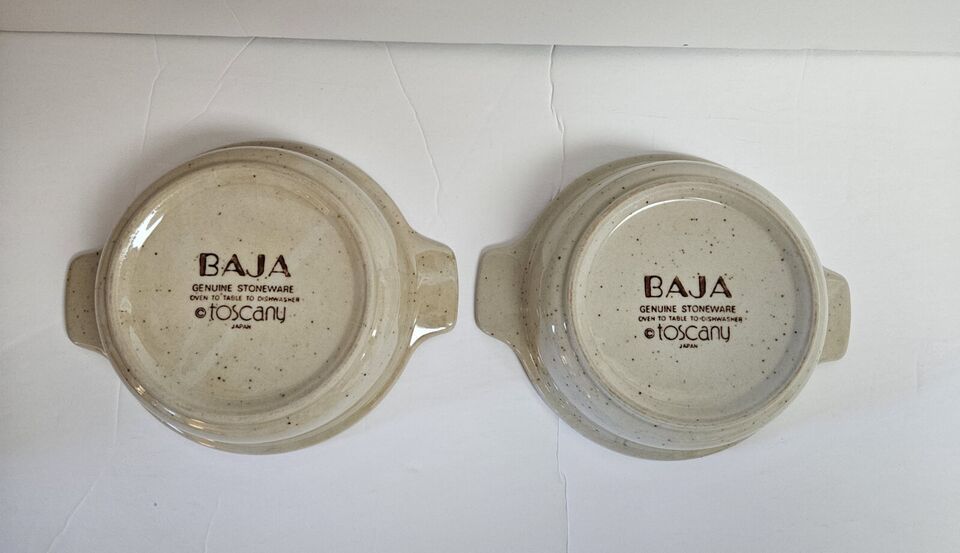 BAJA
GENUINE STONEWARE
OVEN TO TABLE TO DISHWASHER
©toscany
JAPAN
BAJA
GENUINE STONEWARE
OVEN TO TABLE TO DISHWASHER
©toscany
JAPAN